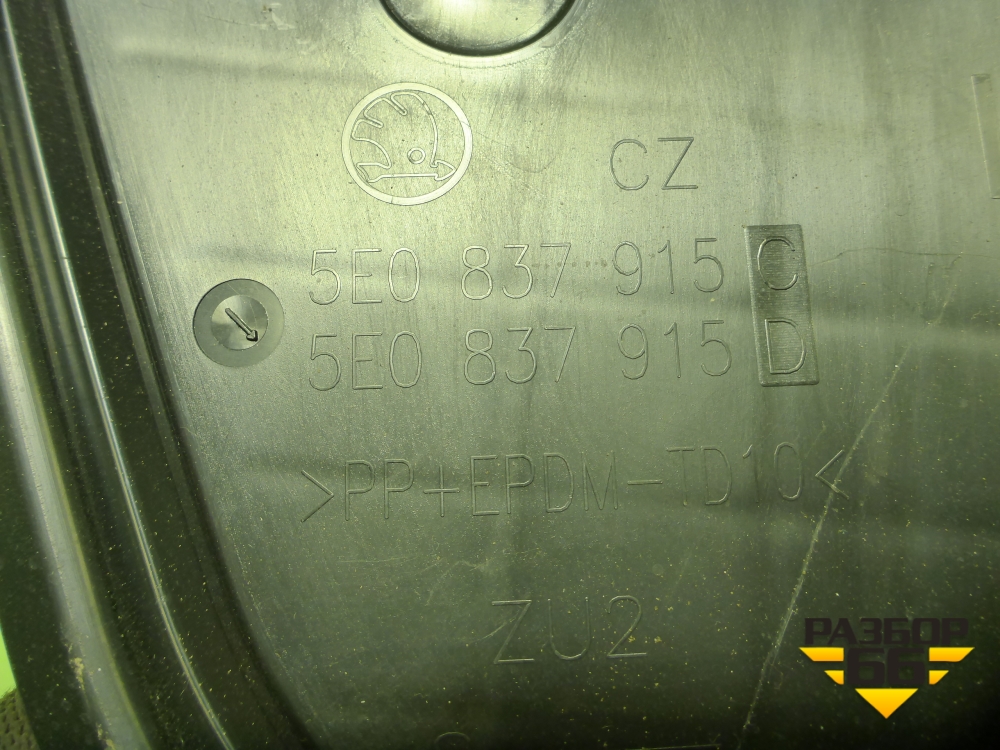 CZ
5E0 837 915 C
5E0 837 915 D
>PP+EPDM-TD10<
ZU2
РАЗБОР
66